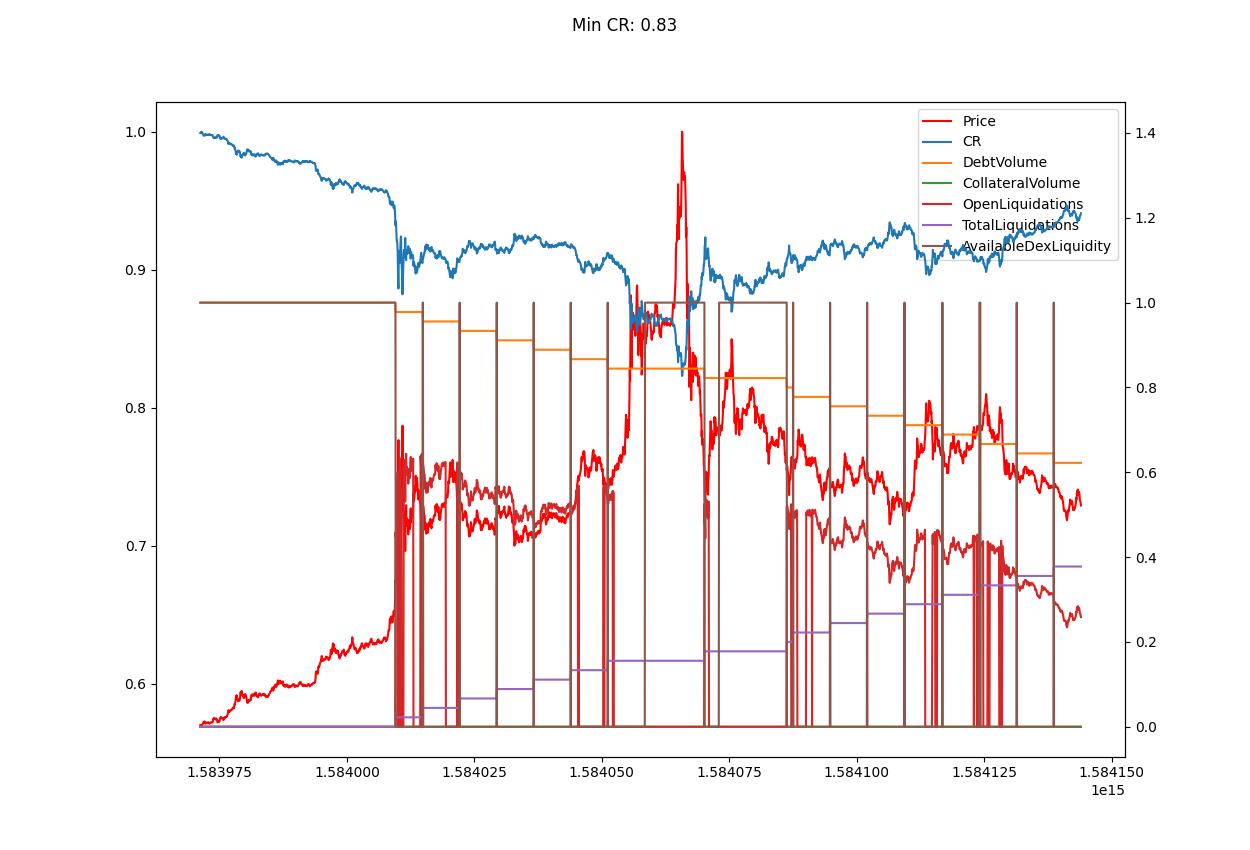 Min CR: 0.83
1.0
0.9
0.8
0.7
0.6
1.4
1.2
1.0
0.8
0.6
0.4
0.2
0.0
Price
CR
DebtVolume
CollateralVolume
OpenLiquidations
TotalLiquidations
AvailableDexLiquidity
1.583975 1.584000 1.584025 1.584050 1.584075 1.584100 1.584125 1.584150
1e15